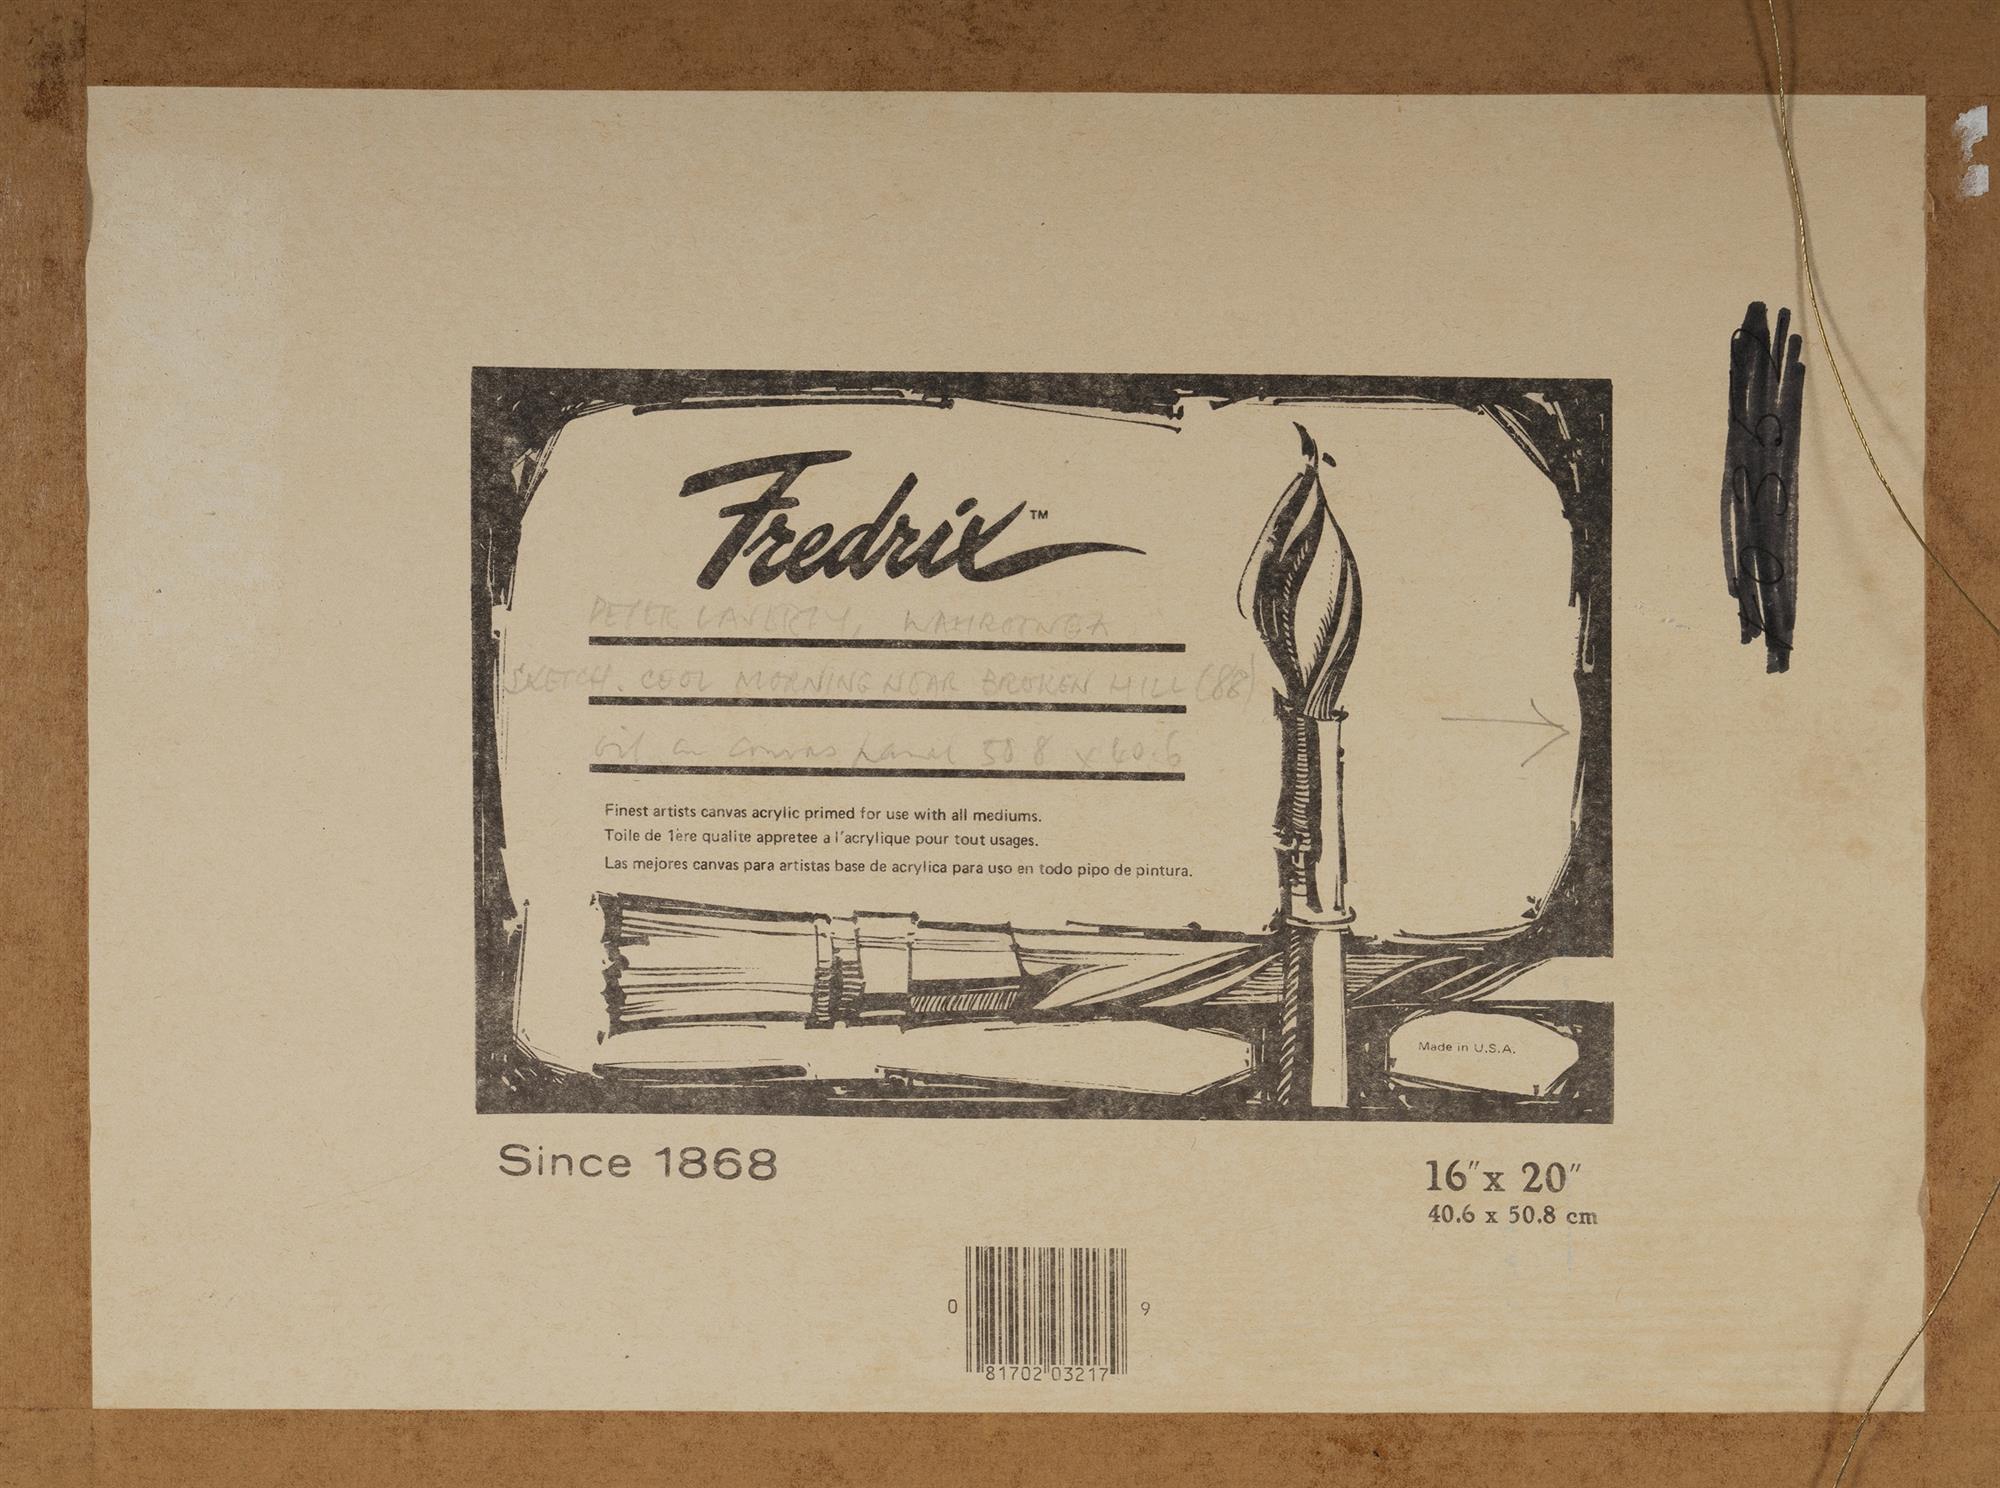 Fredrix™
PETER LAVERTY, WAHROONGA
SKETCH. COOL MORNING NEAR BROKEN HILL (88)
oil on canvas panel 50.8 x 40.6
Finest artists canvas acrylic primed for use with all mediums.
Toile de 1ère qualite appretee a l'acrylique pour tout usages.
Las mejores canvas para artistas base de acrylica para uso en todo pipo de pintura.
Made in U.S.A.
Since 1868
16″x 20″
40.6 x 50.8 cm
0 81702 03217 9